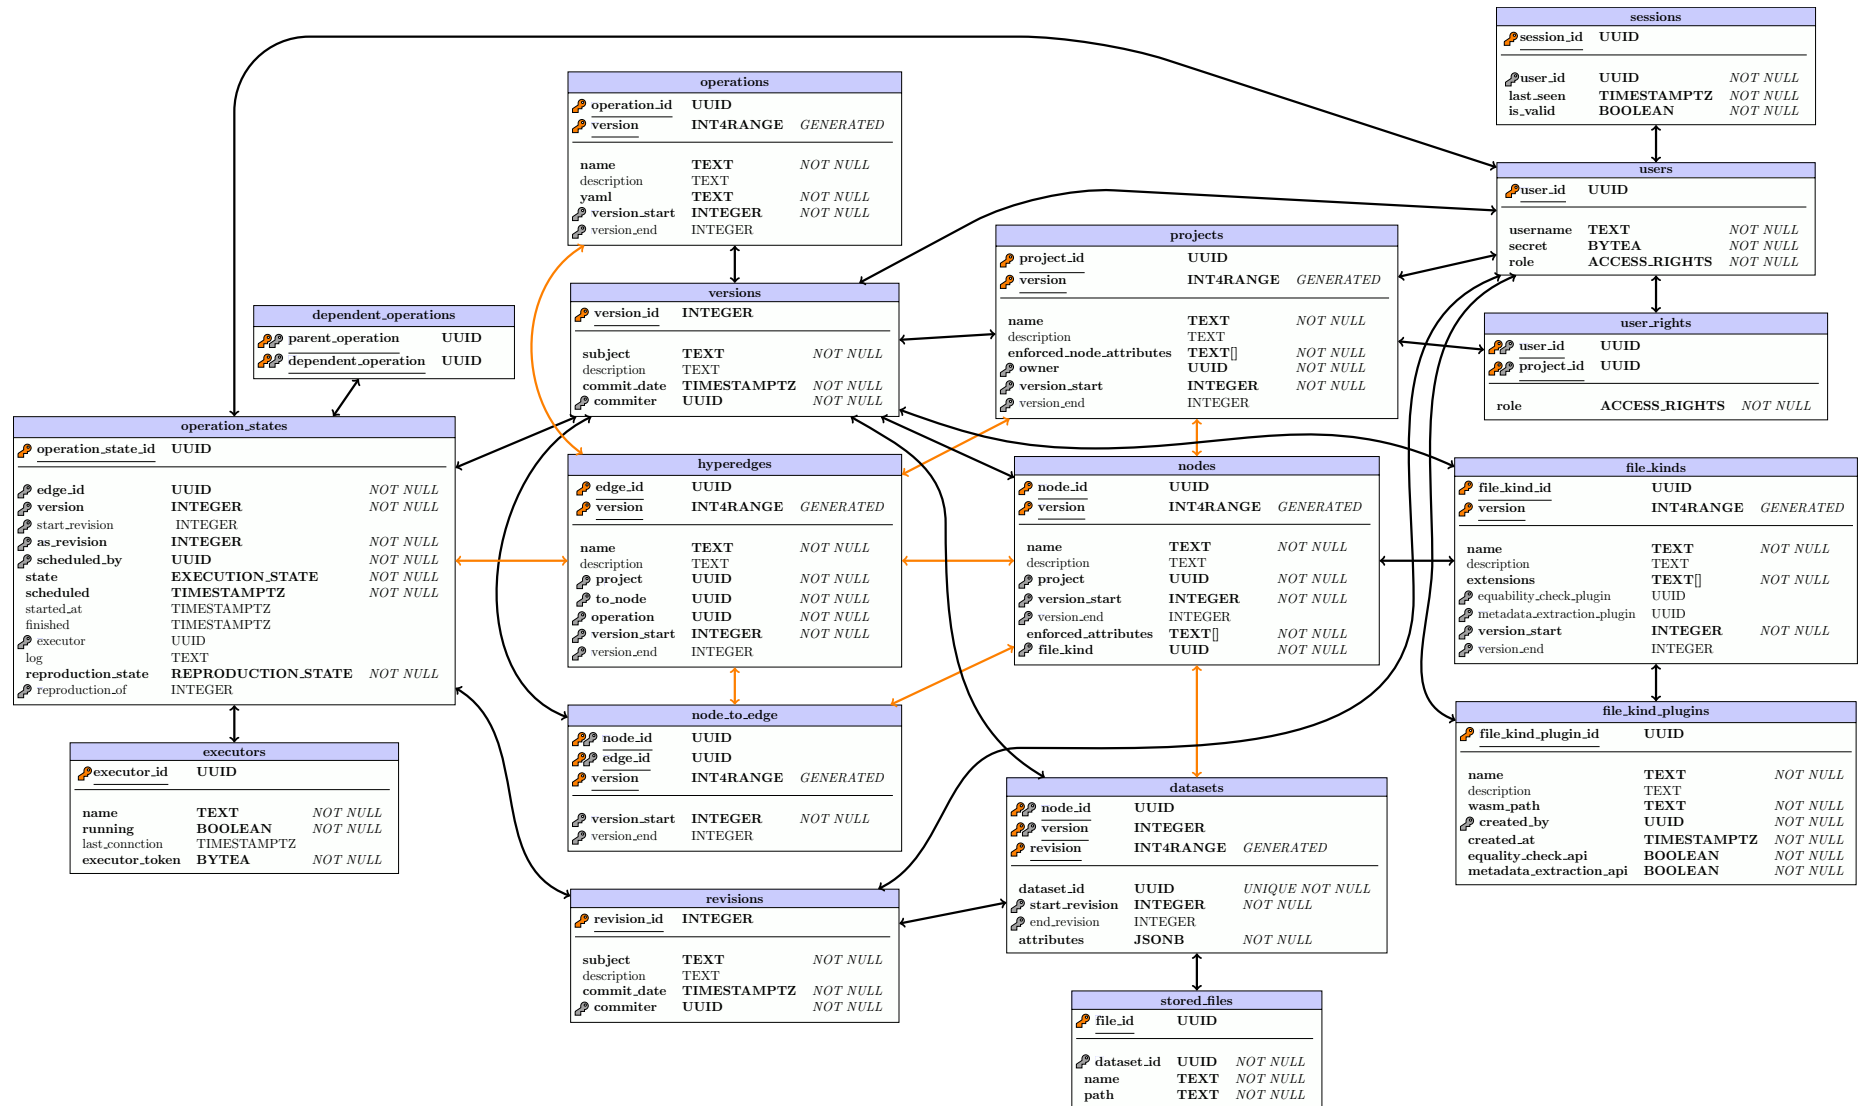 sessions
session_id UUID
user_id UUID NOT NULL
last_seen TIMESTAMPTZ NOT NULL
is_valid BOOLEAN NOT NULL
operations
operation_id UUID
version INT4RANGE GENERATED
name TEXT NOT NULL
description TEXT
yaml TEXT NOT NULL
version_start INTEGER NOT NULL
version_end INTEGER
users
user_id UUID
username TEXT NOT NULL
secret BYTEA NOT NULL
role ACCESS_RIGHTS NOT NULL
projects
project_id UUID
version INT4RANGE GENERATED
name TEXT NOT NULL
description TEXT
enforced_node_attributes TEXT[] NOT NULL
owner UUID NOT NULL
version_start INTEGER NOT NULL
version_end INTEGER
versions
version_id INTEGER
subject TEXT NOT NULL
description TEXT
commit_date TIMESTAMPTZ NOT NULL
commiter UUID NOT NULL
dependent_operations
parent_operation UUID
dependent_operation UUID
user_rights
user_id UUID
project_id UUID
role ACCESS_RIGHTS NOT NULL
operation_states
operation_state_id UUID
edge_id UUID NOT NULL
version INTEGER NOT NULL
start_revision INTEGER
as_revision INTEGER NOT NULL
scheduled_by UUID NOT NULL
state EXECUTION_STATE NOT NULL
scheduled TIMESTAMPTZ NOT NULL
started_at TIMESTAMPTZ
finished TIMESTAMPTZ
executor UUID
log TEXT
reproduction_state REPRODUCTION_STATE NOT NULL
reproduction_of INTEGER
hyperedges
edge_id UUID
version INT4RANGE GENERATED
name TEXT NOT NULL
description TEXT
project UUID NOT NULL
to_node UUID NOT NULL
operation UUID NOT NULL
version_start INTEGER NOT NULL
version_end INTEGER
nodes
node_id UUID
version INT4RANGE GENERATED
name TEXT NOT NULL
description TEXT
project UUID NOT NULL
version_start INTEGER NOT NULL
version_end INTEGER
enforced_attributes TEXT[] NOT NULL
file_kind UUID NOT NULL
file_kinds
file_kind_id UUID
version INT4RANGE GENERATED
name TEXT NOT NULL
description TEXT
extensions TEXT[] NOT NULL
equability_check_plugin UUID
metadata_extraction_plugin UUID
version_start INTEGER NOT NULL
version_end INTEGER
node_to_edge
node_id UUID
edge_id UUID
version INT4RANGE GENERATED
version_start INTEGER NOT NULL
version_end INTEGER
file_kind_plugins
file_kind_plugin_id UUID
name TEXT NOT NULL
description TEXT
wasm_path TEXT NOT NULL
created_by UUID NOT NULL
created_at TIMESTAMPTZ NOT NULL
equality_check_api BOOLEAN NOT NULL
metadata_extraction_api BOOLEAN NOT NULL
executors
executor_id UUID
name TEXT NOT NULL
running BOOLEAN NOT NULL
last_connction TIMESTAMPTZ
executor_token BYTEA NOT NULL
datasets
node_id UUID
version INTEGER
revision INT4RANGE GENERATED
dataset_id UUID UNIQUE NOT NULL
start_revision INTEGER NOT NULL
end_revision INTEGER
attributes JSONB NOT NULL
revisions
revision_id INTEGER
subject TEXT NOT NULL
description TEXT
commit_date TIMESTAMPTZ NOT NULL
commiter UUID NOT NULL
stored_files
file_id UUID
dataset_id UUID NOT NULL
name TEXT NOT NULL
path TEXT NOT NULL